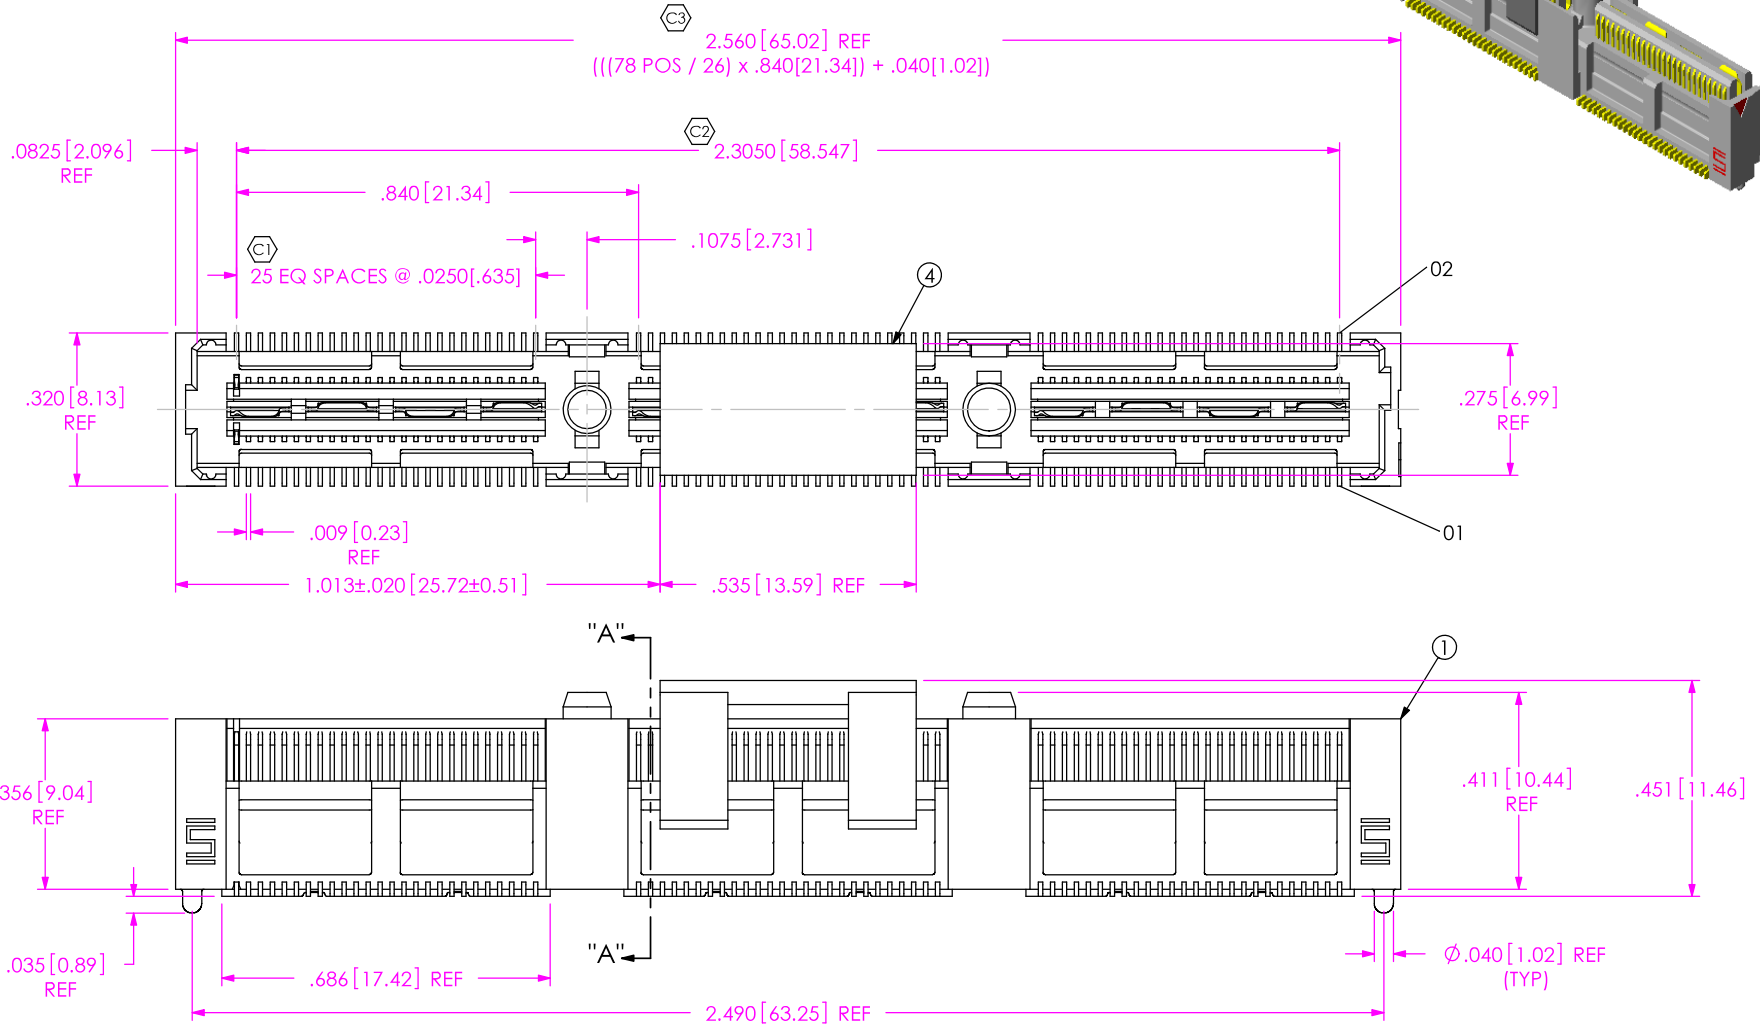 C3
2.560[65.02] REF
(((78 POS / 26) x .840[21.34]) + .040[1.02])
C2
.0825[2.096]
REF
2.3050[58.547]
.840[21.34]
.1075[2.731]
C1
25 EQ SPACES @ .0250[.635]
4
02
.320[8.13]
REF
.275[6.99]
REF
.009[0.23]
REF
01
1.013±.020[25.72±0.51]
.535[13.59] REF
"A"
1
356[9.04]
REF
.411[10.44]
REF
.451[11.46]
"A"
.035[0.89]
REF
.686[17.42] REF
Ø.040[1.02] REF
(TYP)
2.490[63.25] REF